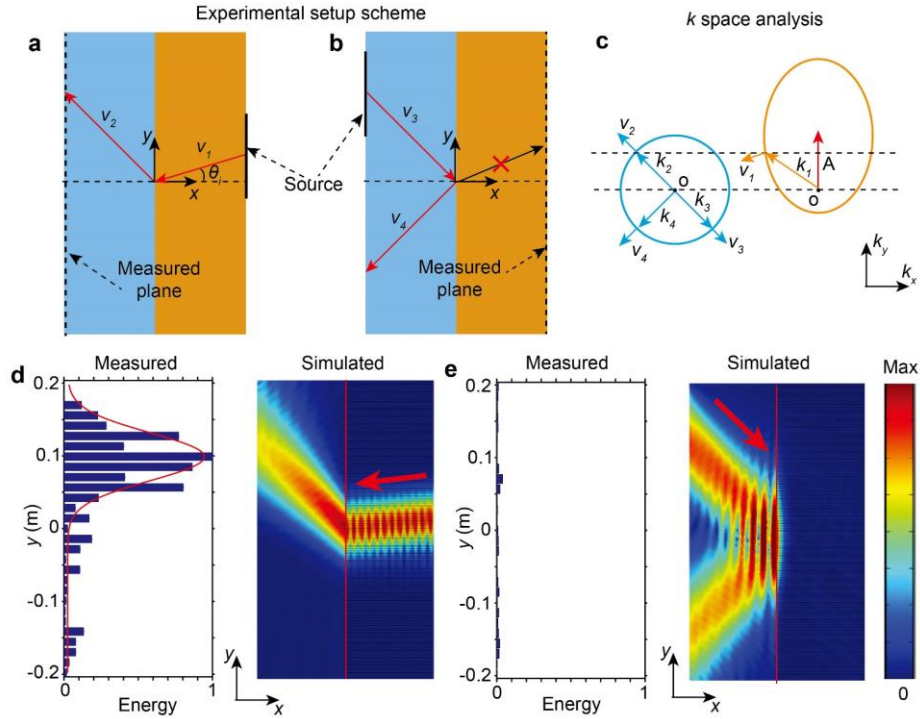 Experimental setup scheme
k space analysis
a
b
c
v2
y
v1
θi
x
Source
Measured
plane
v3
y
x
v4
Measured
plane
v2
k2
o
k3
k4
v4
v3
v1
k1
A
o
ky
kx
d
Measured
Simulated
0.2
0.1
0
-0.1
-0.2
y (m)
0
1
Energy
y
x
e
Measured
Simulated
0.2
0.1
0
-0.1
-0.2
y (m)
0
1
Energy
y
x
Max
0